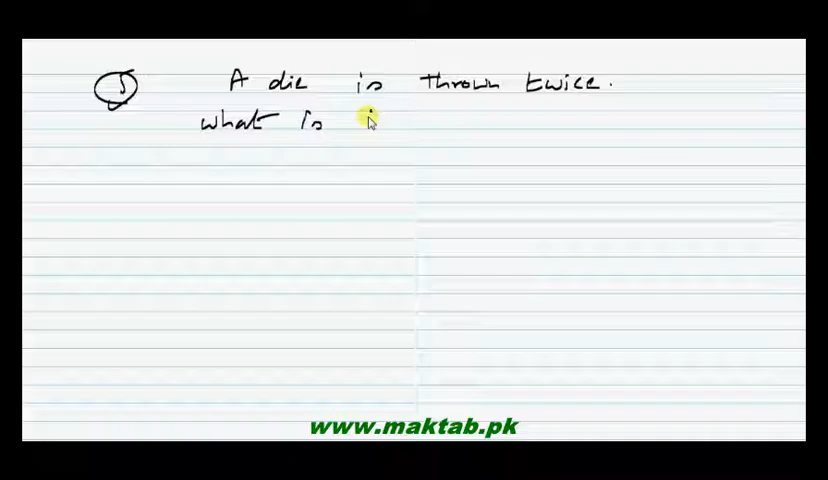 A die is thrown twice.
what is
www.maktab.pk